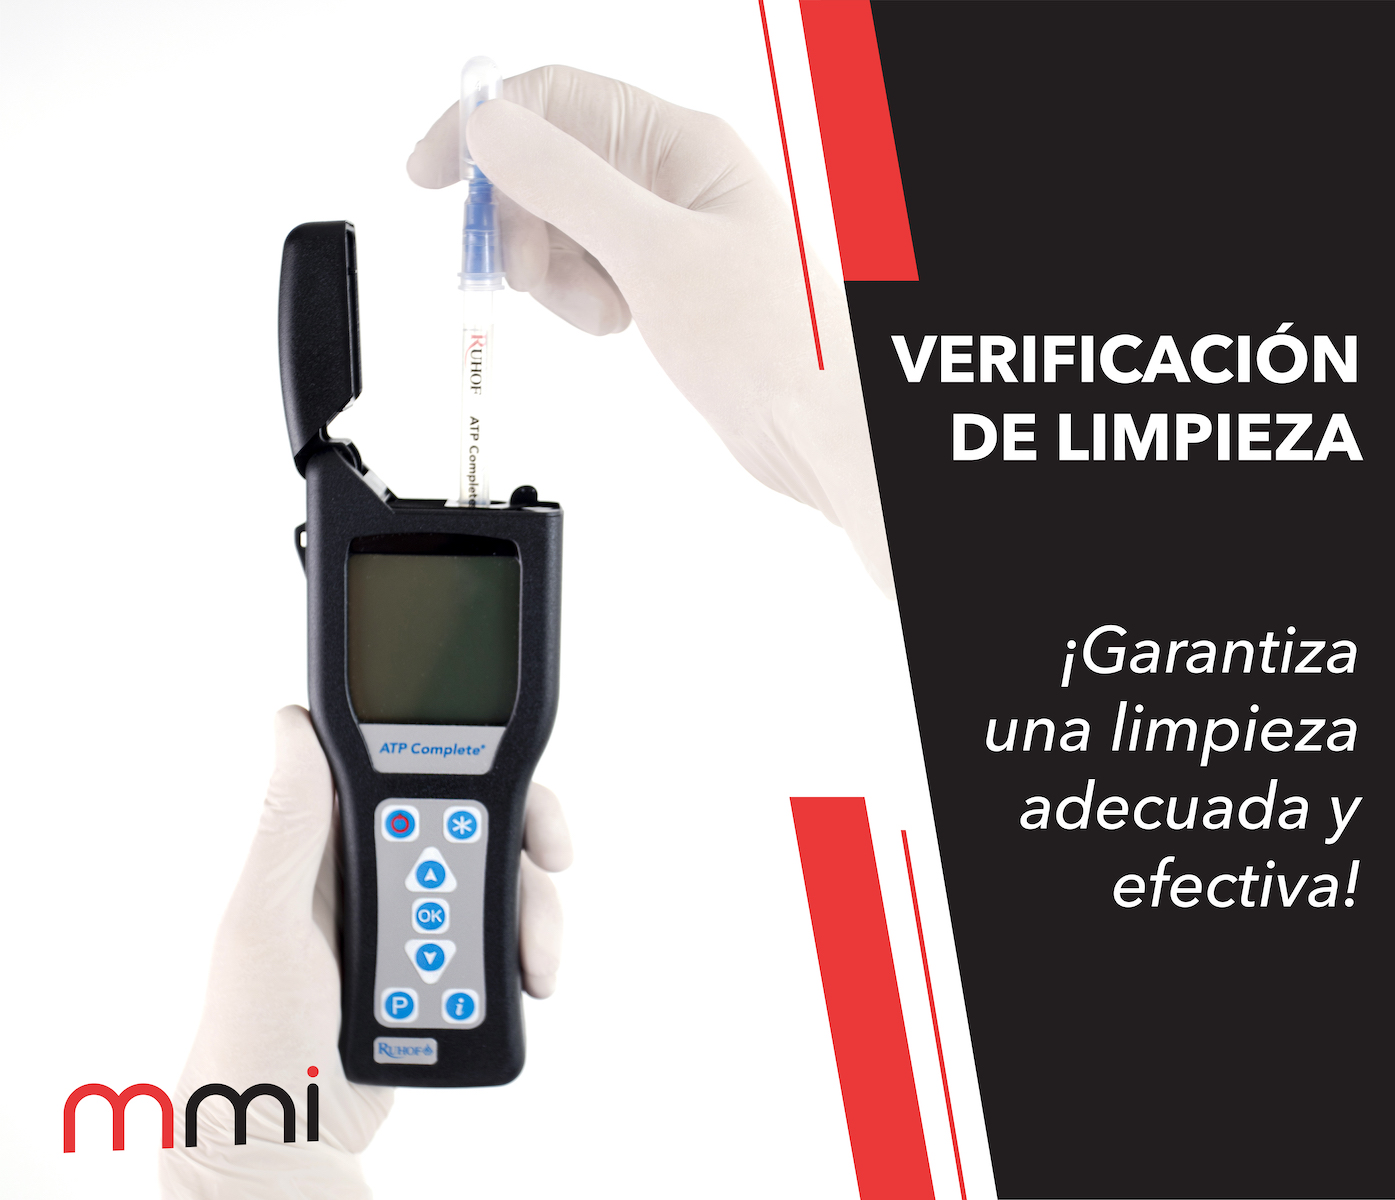 VERIFICACIÓN
DE LIMPIEZA
¡Garantiza
una limpieza
adecuada y
efectiva!
RUHOF ATP Complete
ATP Complete®
OK
P
i
RUHOF
mmi